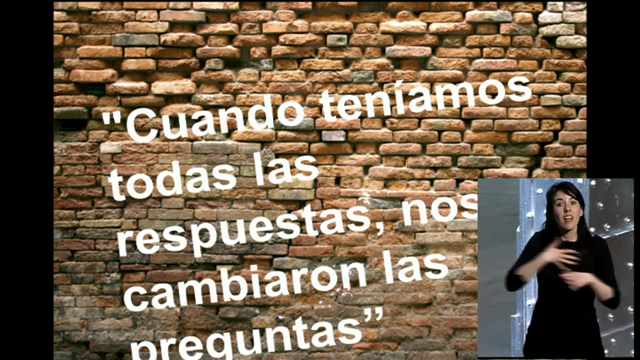 "Cuando teníamos
todas las
respuestas, nos
cambiaron las
preguntas”